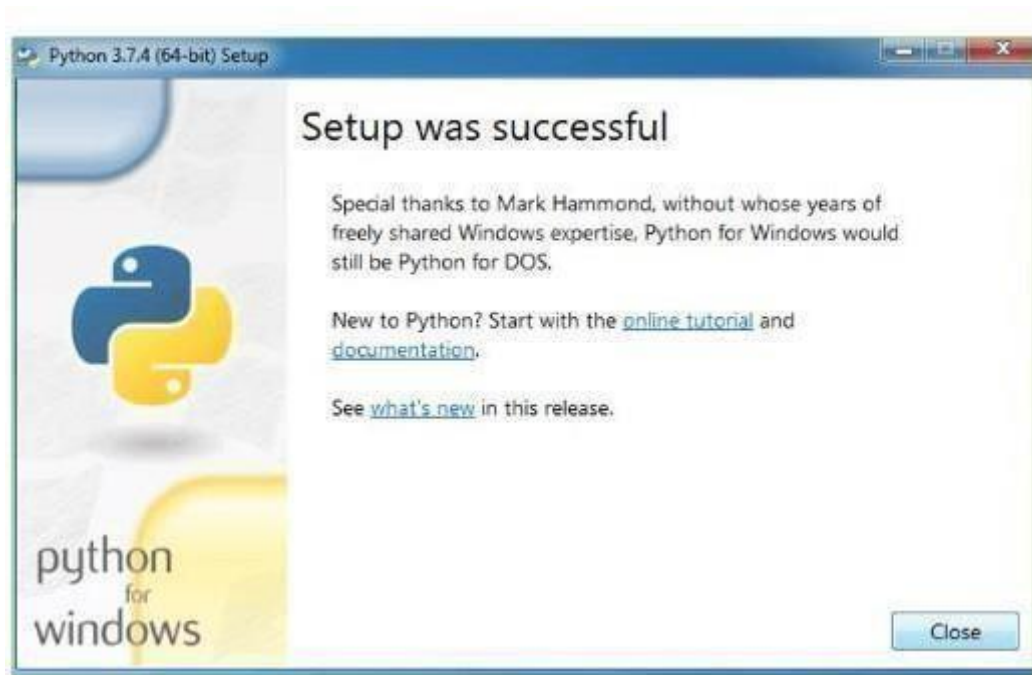 Python 3.7.4 (64-bit) Setup
Setup was successful
Special thanks to Mark Hammond, without whose years of
freely shared Windows expertise, Python for Windows would
still be Python for DOS.
New to Python? Start with the online tutorial and
documentation.
See what's new in this release.
python
for
windows
Close